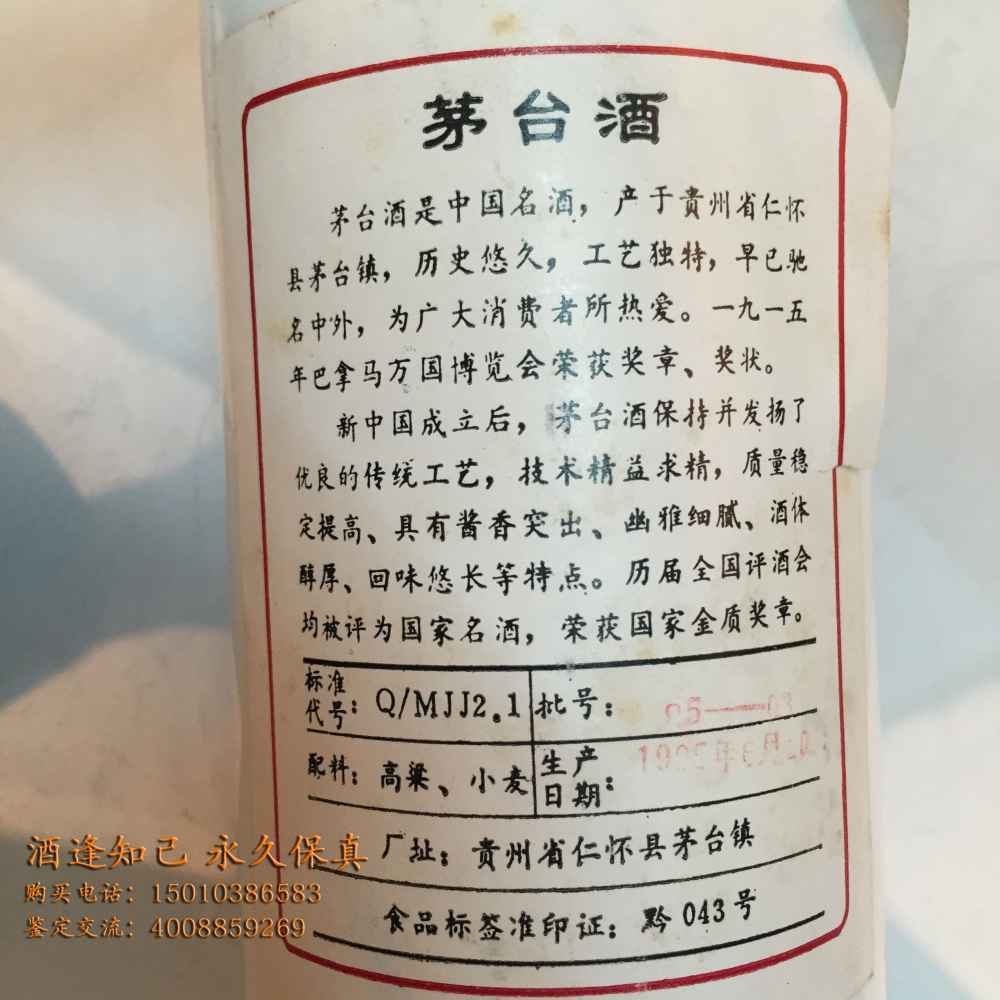 茅台酒
茅台酒是中国名酒，产于贵州省仁怀
县茅台镇，历史悠久，工艺独特，早已驰
名中外，为广大消费者所热爱。一九一五
年巴拿马万国博览会荣获奖章、奖状。
新中国成立后，茅台酒保持并发扬了
优良的传统工艺，技术精益求精，质量稳
定提高、具有酱香突出、幽雅细腻、酒体
醇厚、回味悠长等特点。历届全国评酒会
均被评为国家名酒，荣获国家金质奖章。
标准代号：Q/MJJ2.1 批号：
配料：高粱、小麦 生产日期：
厂址：贵州省仁怀县茅台镇
食品标签准印证：黔 043 号
酒逢知己 永久保真
购买电话：15010386583
鉴定交流：4008859269